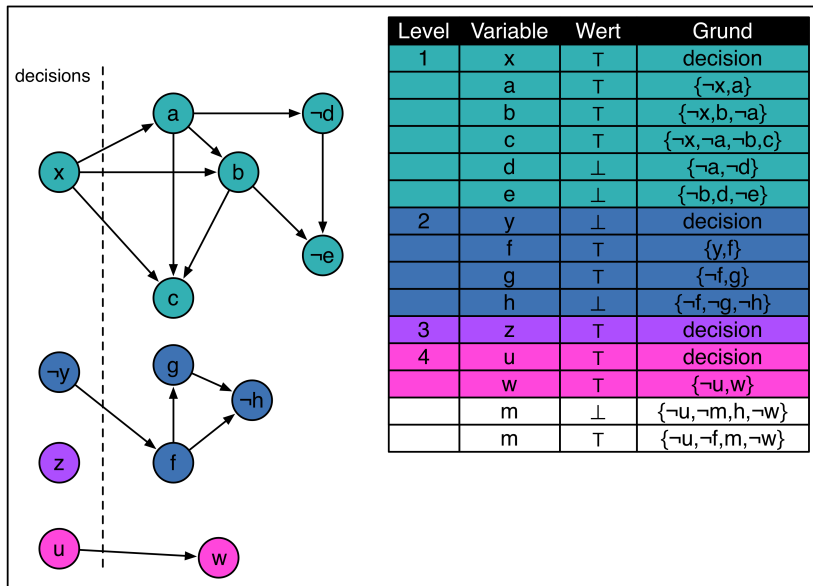 decisions
a
¬d
x
b
¬e
c
¬y
g
¬h
z
f
u
w
Level Variable Wert Grund
1 x ⊤ decision
a ⊤ {¬x,a}
b ⊤ {¬x,b,¬a}
c ⊤ {¬x,¬a,¬b,c}
d ⊥ {¬a,¬d}
e ⊥ {¬b,d,¬e}
2 y ⊥ decision
f ⊤ {y,f}
g ⊤ {¬f,g}
h ⊥ {¬f,¬g,¬h}
3 z ⊤ decision
4 u ⊤ decision
w ⊤ {¬u,w}
m ⊥ {¬u,¬m,h,¬w}
m ⊤ {¬u,¬f,m,¬w}